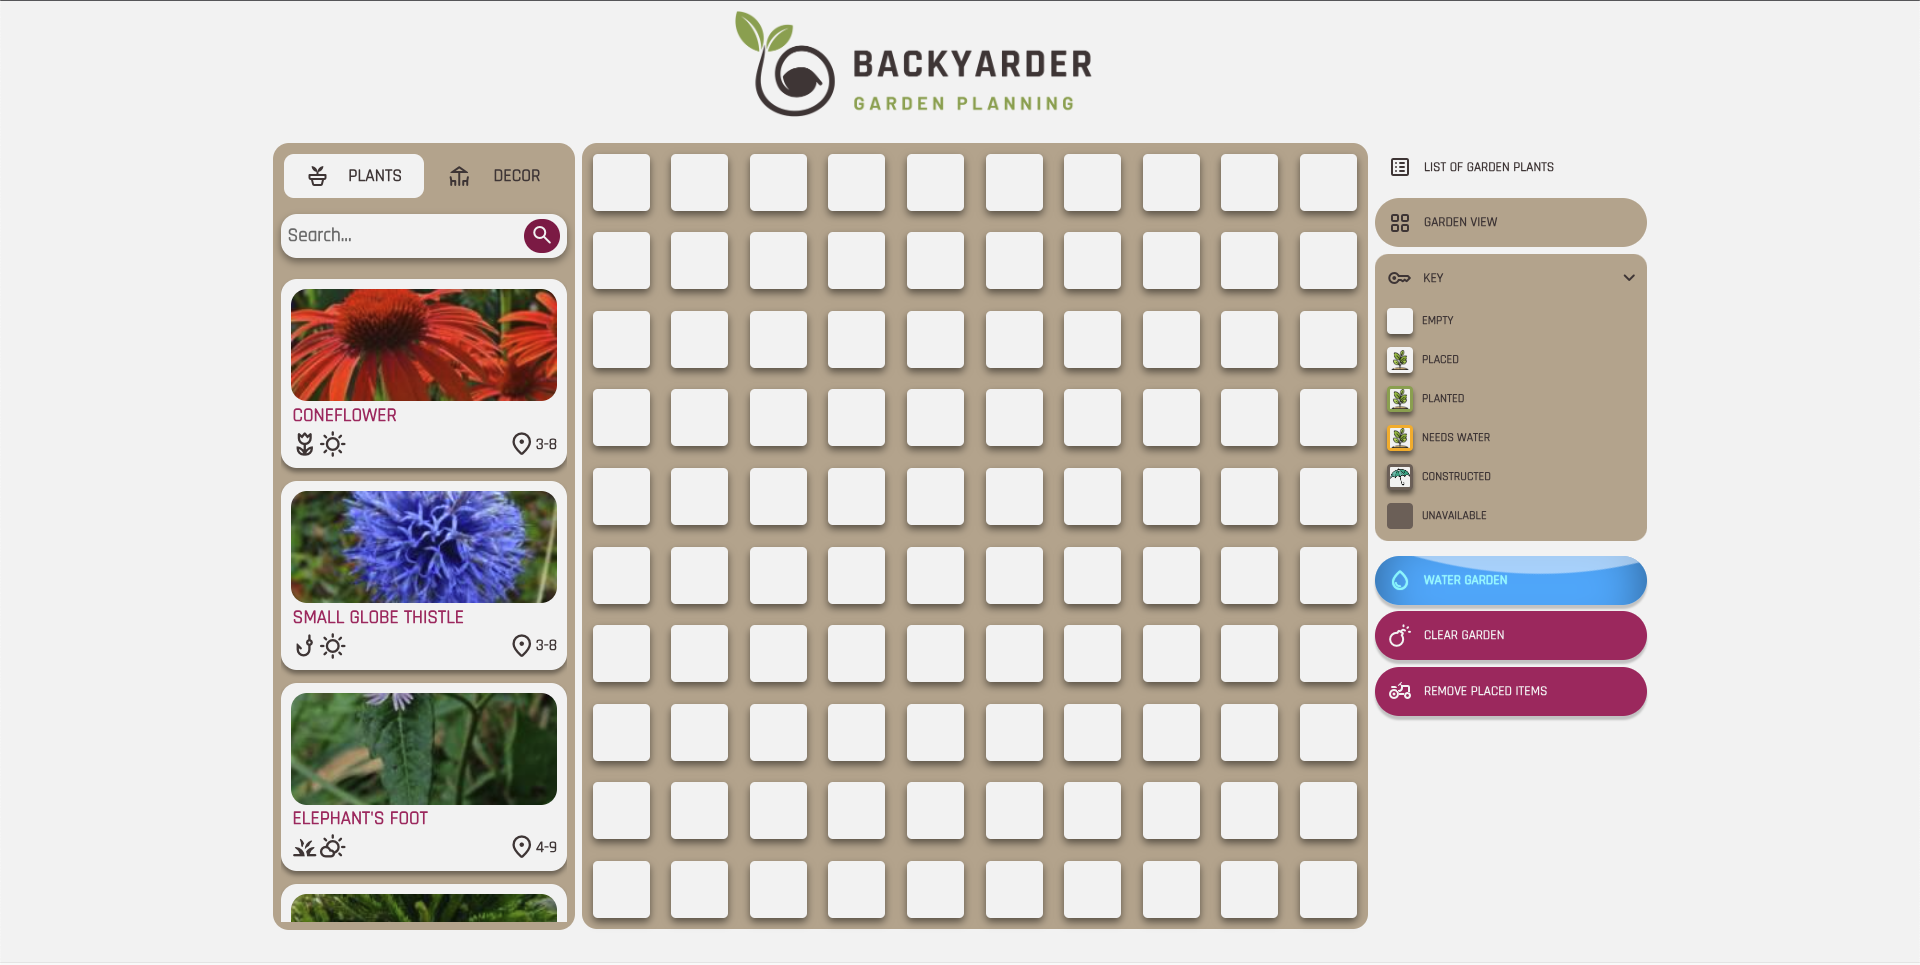 BACKYARDER
GARDEN PLANNING
PLANTS
DECOR
Search...
CONEFLOWER
3-8
SMALL GLOBE THISTLE
3-8
ELEPHANT'S FOOT
4-9
LIST OF GARDEN PLANTS
GARDEN VIEW
KEY
EMPTY
PLACED
PLANTED
NEEDS WATER
CONSTRUCTED
UNAVAILABLE
WATER GARDEN
CLEAR GARDEN
REMOVE PLACED ITEMS